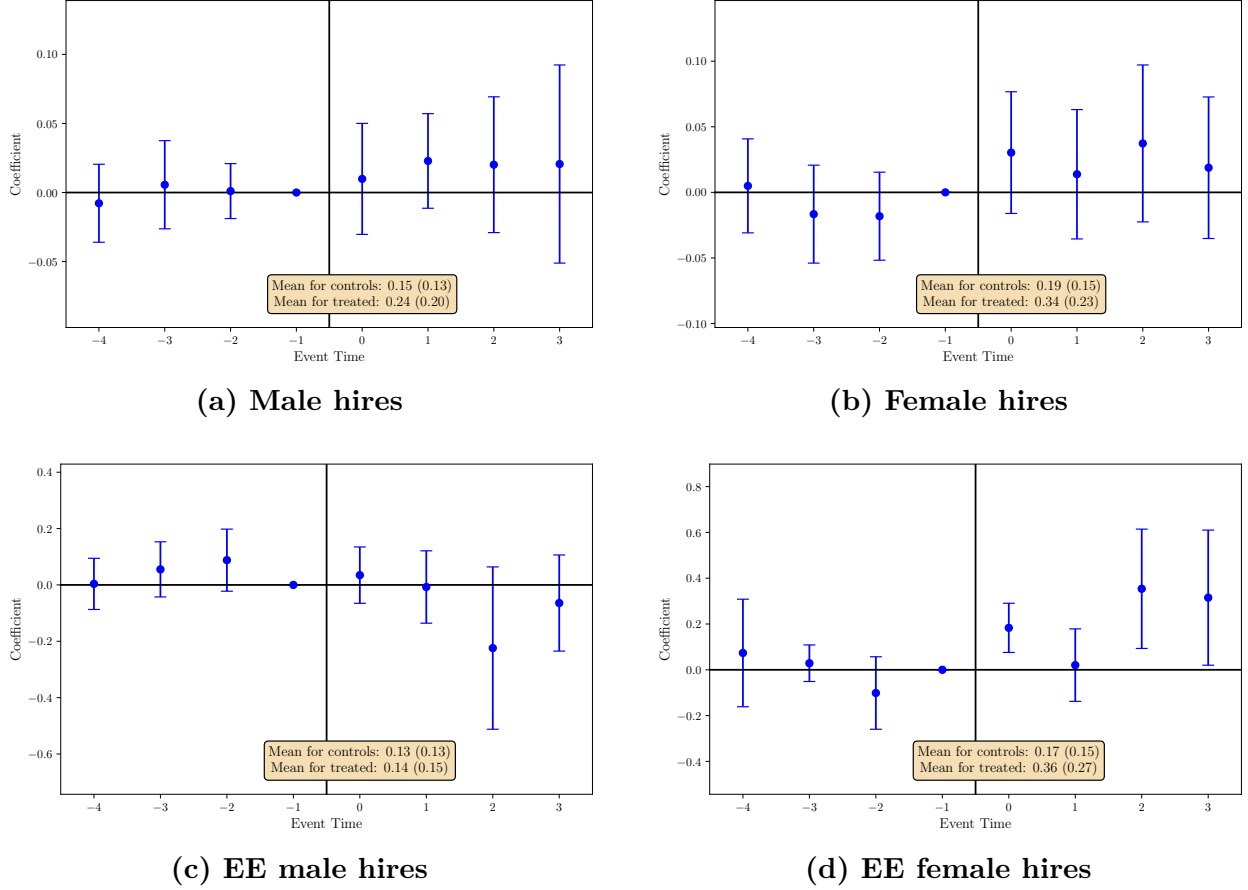 0.10
0.05
0.00
−0.05
Coefficient
Mean for controls: 0.15 (0.13)
Mean for treated: 0.24 (0.20)
−4 −3 −2 −1 0 1 2 3
Event Time
(a) Male hires
0.10
0.05
0.00
−0.05
−0.10
Coefficient
Mean for controls: 0.19 (0.15)
Mean for treated: 0.34 (0.23)
−4 −3 −2 −1 0 1 2 3
Event Time
(b) Female hires
0.4
0.2
0.0
−0.2
−0.4
−0.6
Coefficient
Mean for controls: 0.13 (0.13)
Mean for treated: 0.14 (0.15)
−4 −3 −2 −1 0 1 2 3
Event Time
(c) EE male hires
0.8
0.6
0.4
0.2
0.0
−0.2
−0.4
Coefficient
Mean for controls: 0.17 (0.15)
Mean for treated: 0.36 (0.27)
−4 −3 −2 −1 0 1 2 3
Event Time
(d) EE female hires